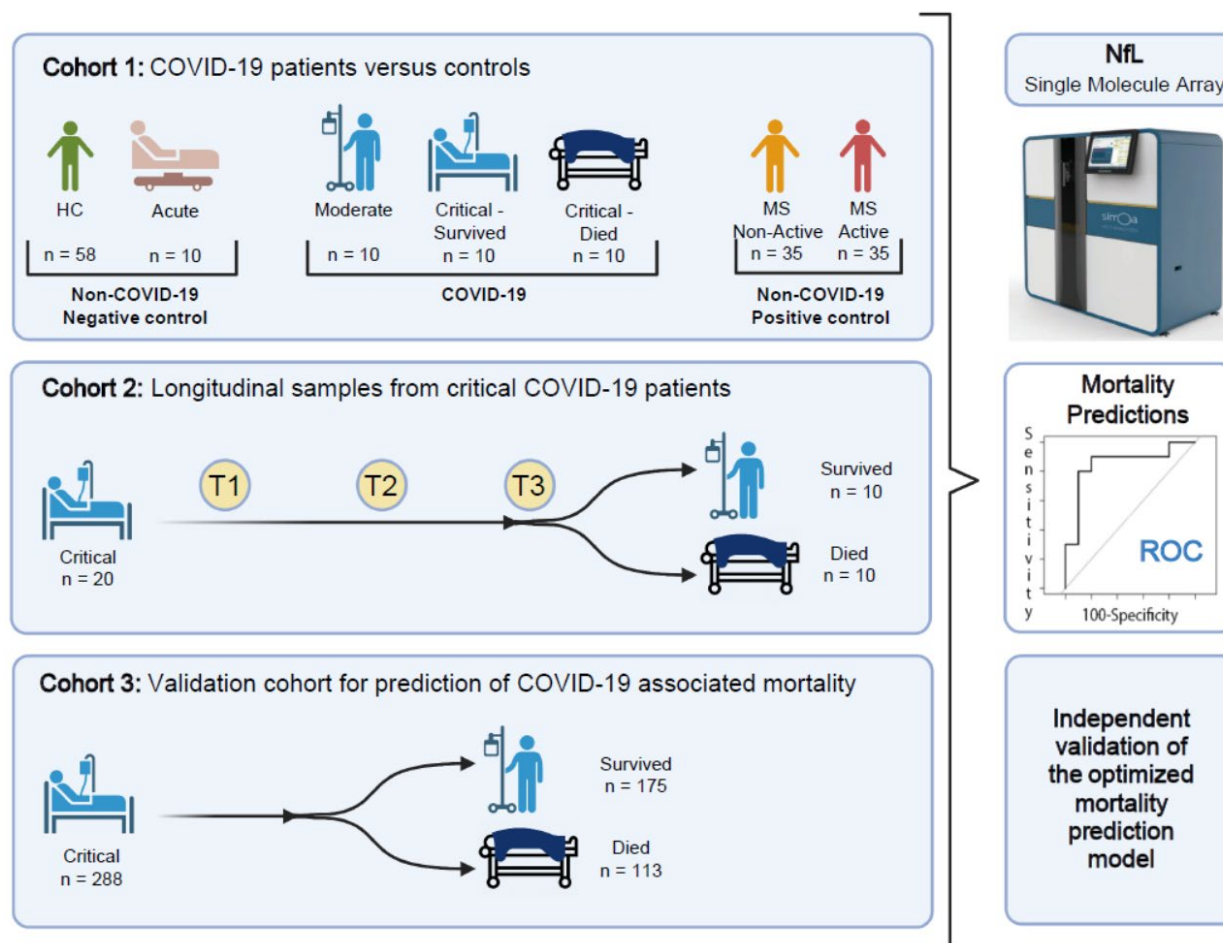 Cohort 1: COVID-19 patients versus controls
HC
n = 58
Acute
n = 10
Non-COVID-19
Negative control
Moderate
n = 10
Critical -
Survived
n = 10
Critical -
Died
n = 10
COVID-19
MS
Non-Active
n = 35
MS
Active
n = 35
Non-COVID-19
Positive control
Cohort 2: Longitudinal samples from critical COVID-19 patients
Critical
n = 20
T1
T2
T3
Survived
n = 10
Died
n = 10
Cohort 3: Validation cohort for prediction of COVID-19 associated mortality
Critical
n = 288
Survived
n = 175
Died
n = 113
NfL
Single Molecule Array
simoa
Mortality
Predictions
Sensitivity
ROC
100-Specificity
Independent
validation of
the optimized
mortality
prediction
model